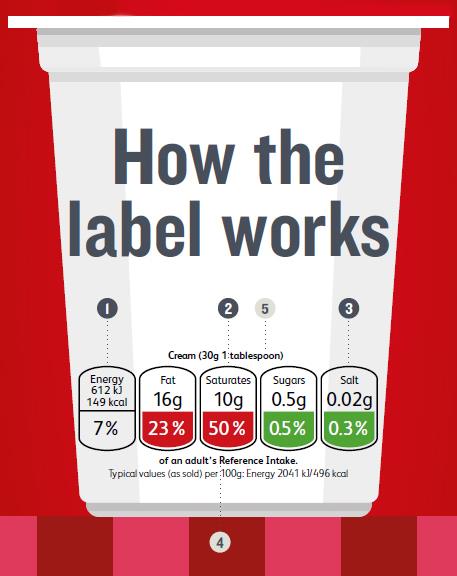 How the
label works
1 2 5 3
Cream (30g 1 tablespoon)
Energy 612 kJ 149 kcal 7%
Fat 16g 23%
Saturates 10g 50%
Sugars 0.5g 0.5%
Salt 0.02g 0.3%
of an adult's Reference Intake.
Typical values (as sold) per 100g: Energy 2041 kJ/496 kcal
4